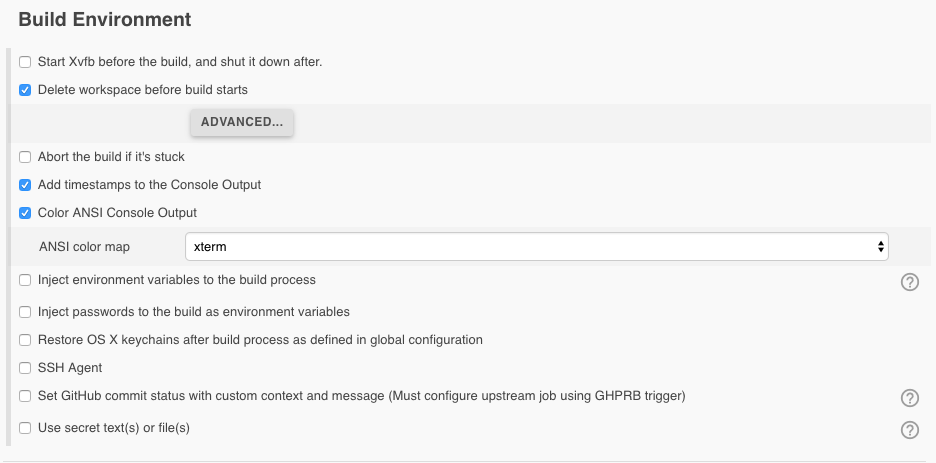 Build Environment
Start Xvfb before the build, and shut it down after.
Delete workspace before build starts
ADVANCED...
Abort the build if it's stuck
Add timestamps to the Console Output
Color ANSI Console Output
ANSI color map xterm
Inject environment variables to the build process
?
Inject passwords to the build as environment variables
Restore OS X keychains after build process as defined in global configuration
SSH Agent
Set GitHub commit status with custom context and message (Must configure upstream job using GHPRB trigger)
?
Use secret text(s) or file(s)
?